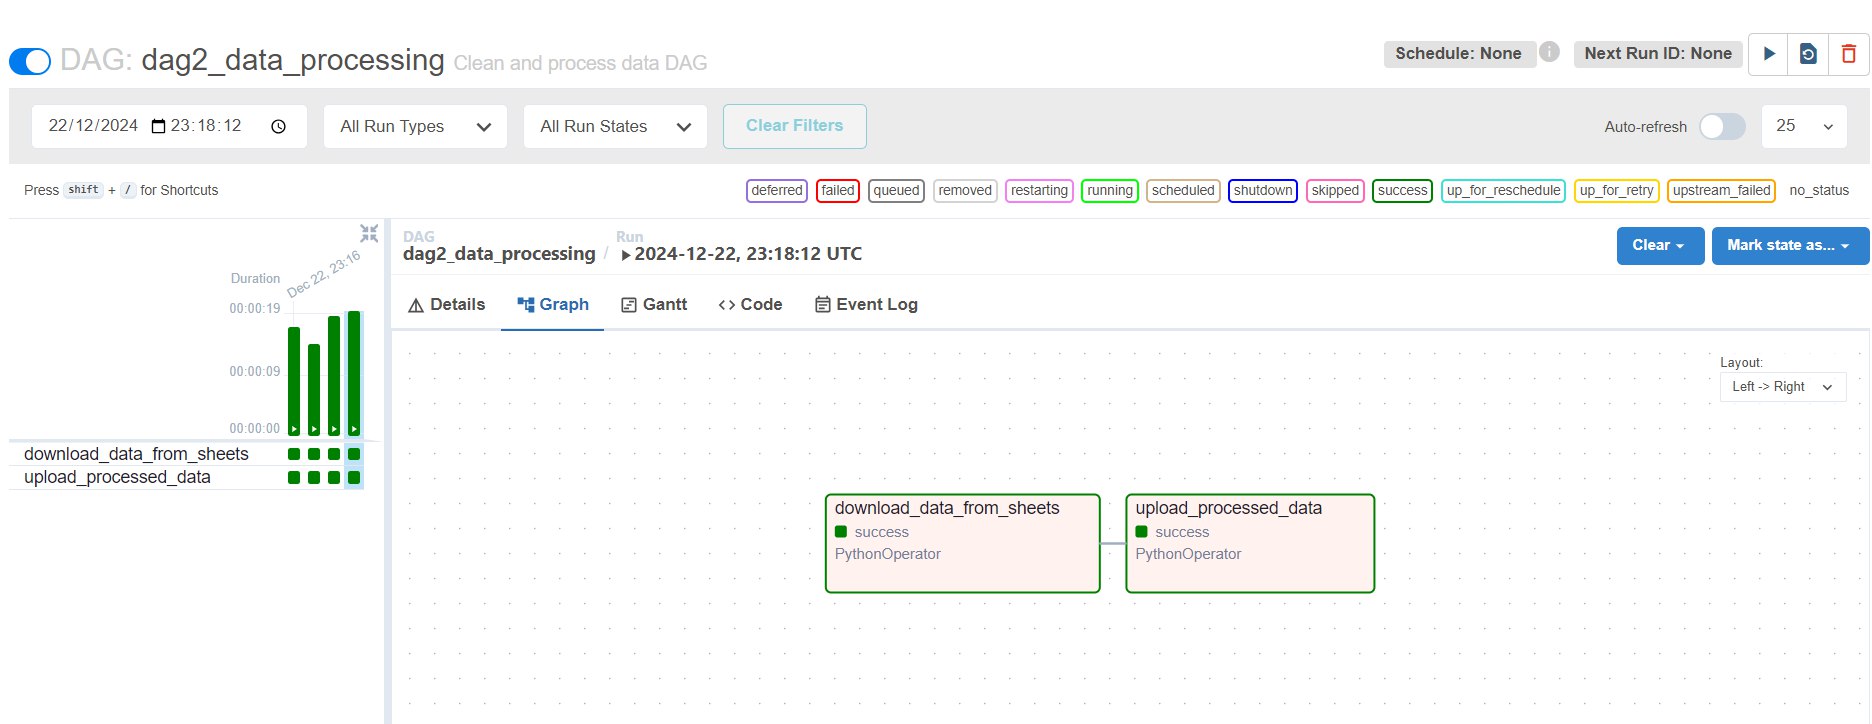 DAG: dag2_data_processing Clean and process data DAG
Schedule: None Next Run ID: None
22/12/2024 23:18:12 All Run Types All Run States Clear Filters Auto-refresh 25
Press shift + / for Shortcuts
deferred failed queued removed restarting running scheduled shutdown skipped success up_for_reschedule up_for_retry upstream_failed no_status
Duration
Dec 22, 23:16
00:00:19
00:00:09
00:00:00
download_data_from_sheets
upload_processed_data
DAG Run
dag2_data_processing / 2024-12-22, 23:18:12 UTC
Clear Mark state as...
Details Graph Gantt Code Event Log
Layout:
Left -> Right
download_data_from_sheets
success
PythonOperator
upload_processed_data
success
PythonOperator